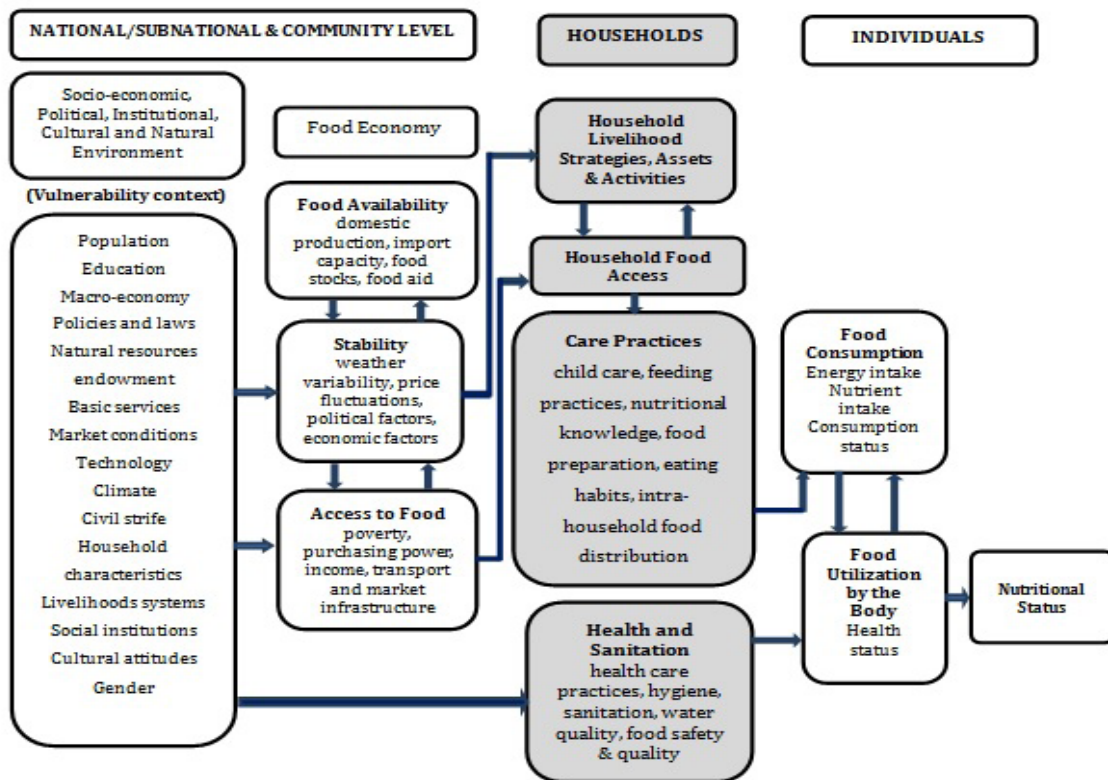 NATIONAL/SUBNATIONAL & COMMUNITY LEVEL
HOUSEHOLDS
INDIVIDUALS
Socio-economic,
Political, Institutional,
Cultural and Natural
Environment
(Vulnerability context)
Population
Education
Macro-economy
Policies and laws
Natural resources
endowment
Basic services
Market conditions
Technology
Climate
Civil strife
Household
characteristics
Livelihoods systems
Social institutions
Cultural attitudes
Gender
Food Economy
Food Availability
domestic
production, import
capacity, food
stocks, food aid
Stability
weather
variability, price
fluctuations,
political factors,
economic factors
Access to Food
poverty,
purchasing power,
income, transport
and market
infrastructure
Household
Livelihood
Strategies, Assets
& Activities
Household Food
Access
Care Practices
child care, feeding
practices, nutritional
knowledge, food
preparation, eating
habits, intra-
household food
distribution
Health and
Sanitation
health care
practices, hygiene,
sanitation, water
quality, food safety
& quality
Food
Consumption
Energy intake
Nutrient
intake
Consumption
status
Food
Utilization
by the
Body
Health
status
Nutritional
Status